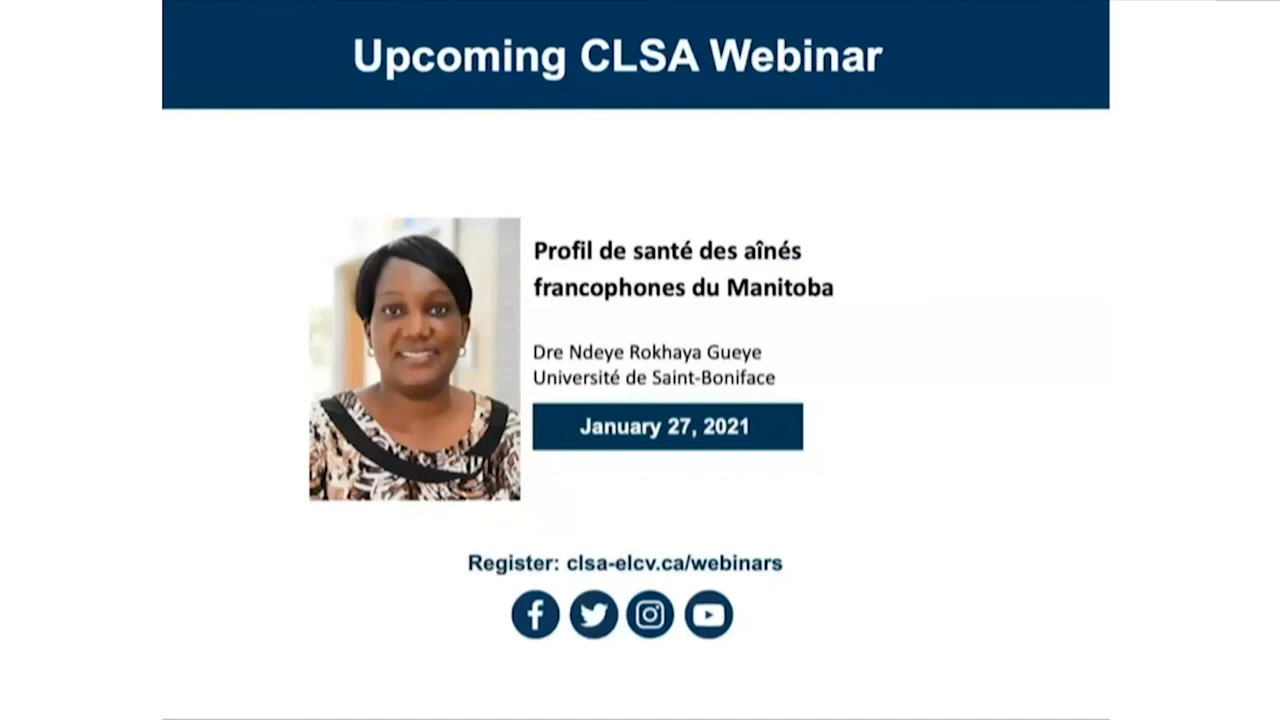 Upcoming CLSA Webinar
Profil de santé des aînés
francophones du Manitoba
Dre Ndeye Rokhaya Gueye
Université de Saint-Boniface
January 27, 2021
Register: clsa-elcv.ca/webinars